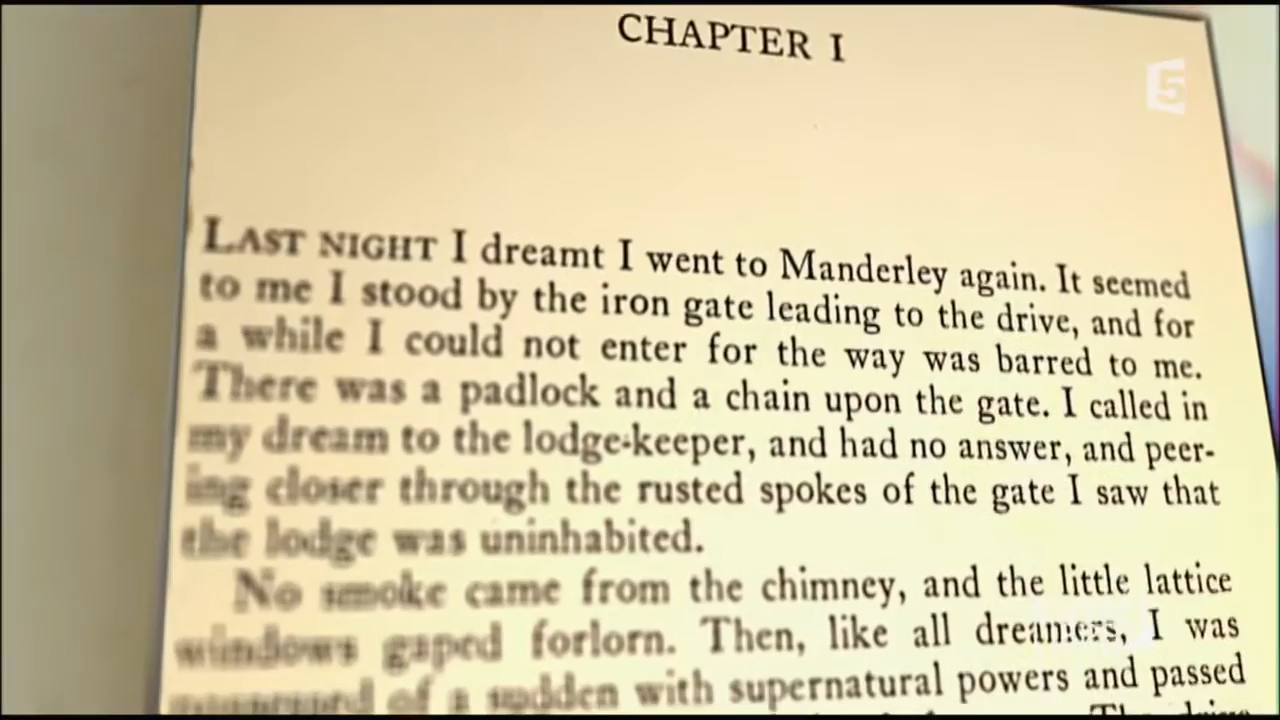 CHAPTER I
5
LAST NIGHT I dreamt I went to Manderley again. It seemed
to me I stood by the iron gate leading to the drive, and for
a while I could not enter for the way was barred to me.
There was a padlock and a chain upon the gate. I called in
my dream to the lodge-keeper, and had no answer, and peer-
ing closer through the rusted spokes of the gate I saw that
the lodge was uninhabited.
No smoke came from the chimney, and the little lattice
windows gaped forlorn. Then, like all dreamers, I was
of a sudden with supernatural powers and passed